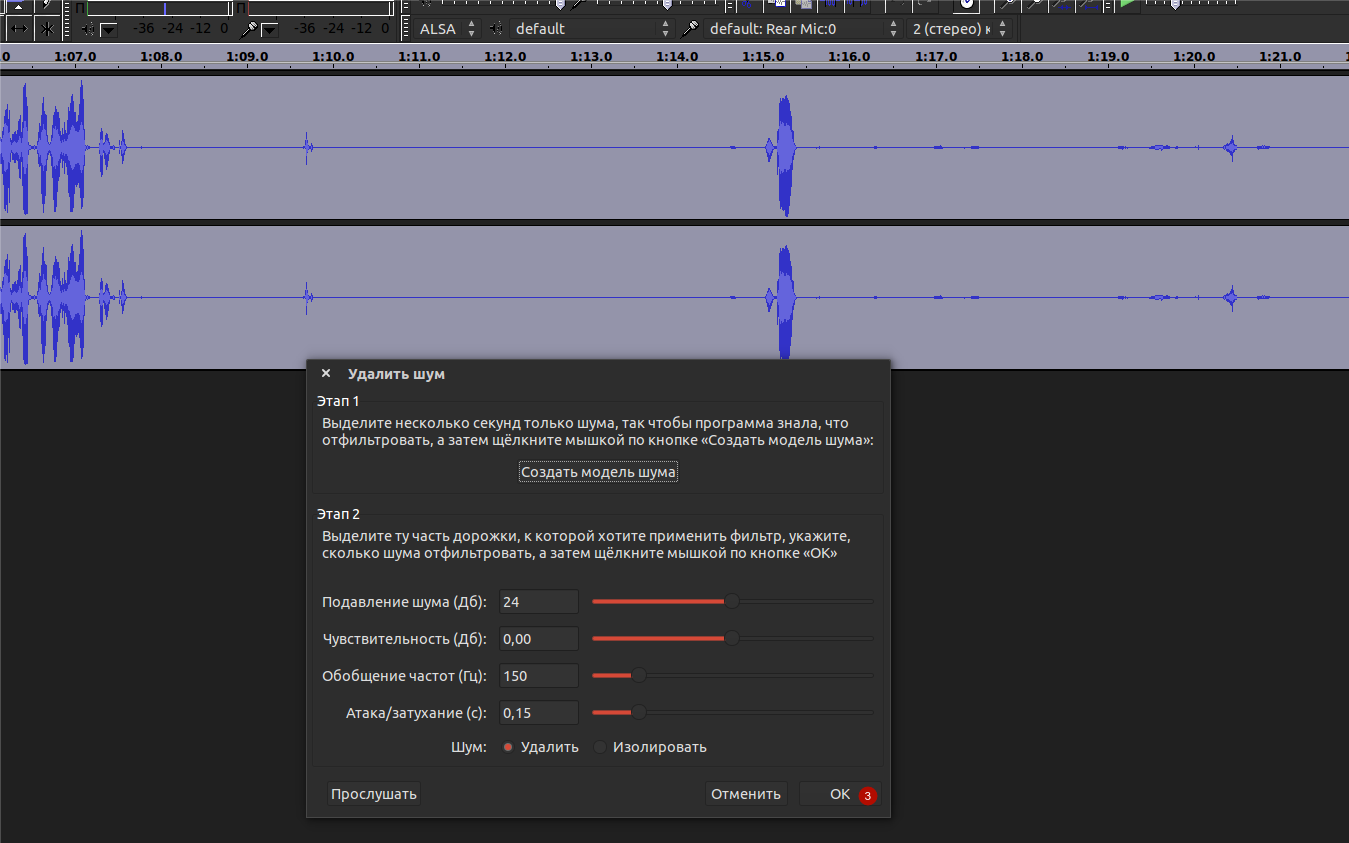 -36 -24 -12 0
-36 -24 -12 0
ALSA
default
default: Rear Mic:0
2 (стерео) к
.0 1:07.0 1:08.0 1:09.0 1:10.0 1:11.0 1:12.0 1:13.0 1:14.0 1:15.0 1:16.0 1:17.0 1:18.0 1:19.0 1:20.0 1:21.0
Удалить шум
Этап 1
Выделите несколько секунд только шума, так чтобы программа знала, что
отфильтровать, а затем щёлкните мышкой по кнопке «Создать модель шума»:
Создать модель шума
Этап 2
Выделите ту часть дорожки, к которой хотите применить фильтр, укажите,
сколько шума отфильтровать, а затем щёлкните мышкой по кнопке «ОК»
Подавление шума (Дб): 24
Чувствительность (Дб): 0,00
Обобщение частот (Гц): 150
Атака/затухание (с): 0,15
Шум: Удалить Изолировать
Прослушать Отменить OK 3